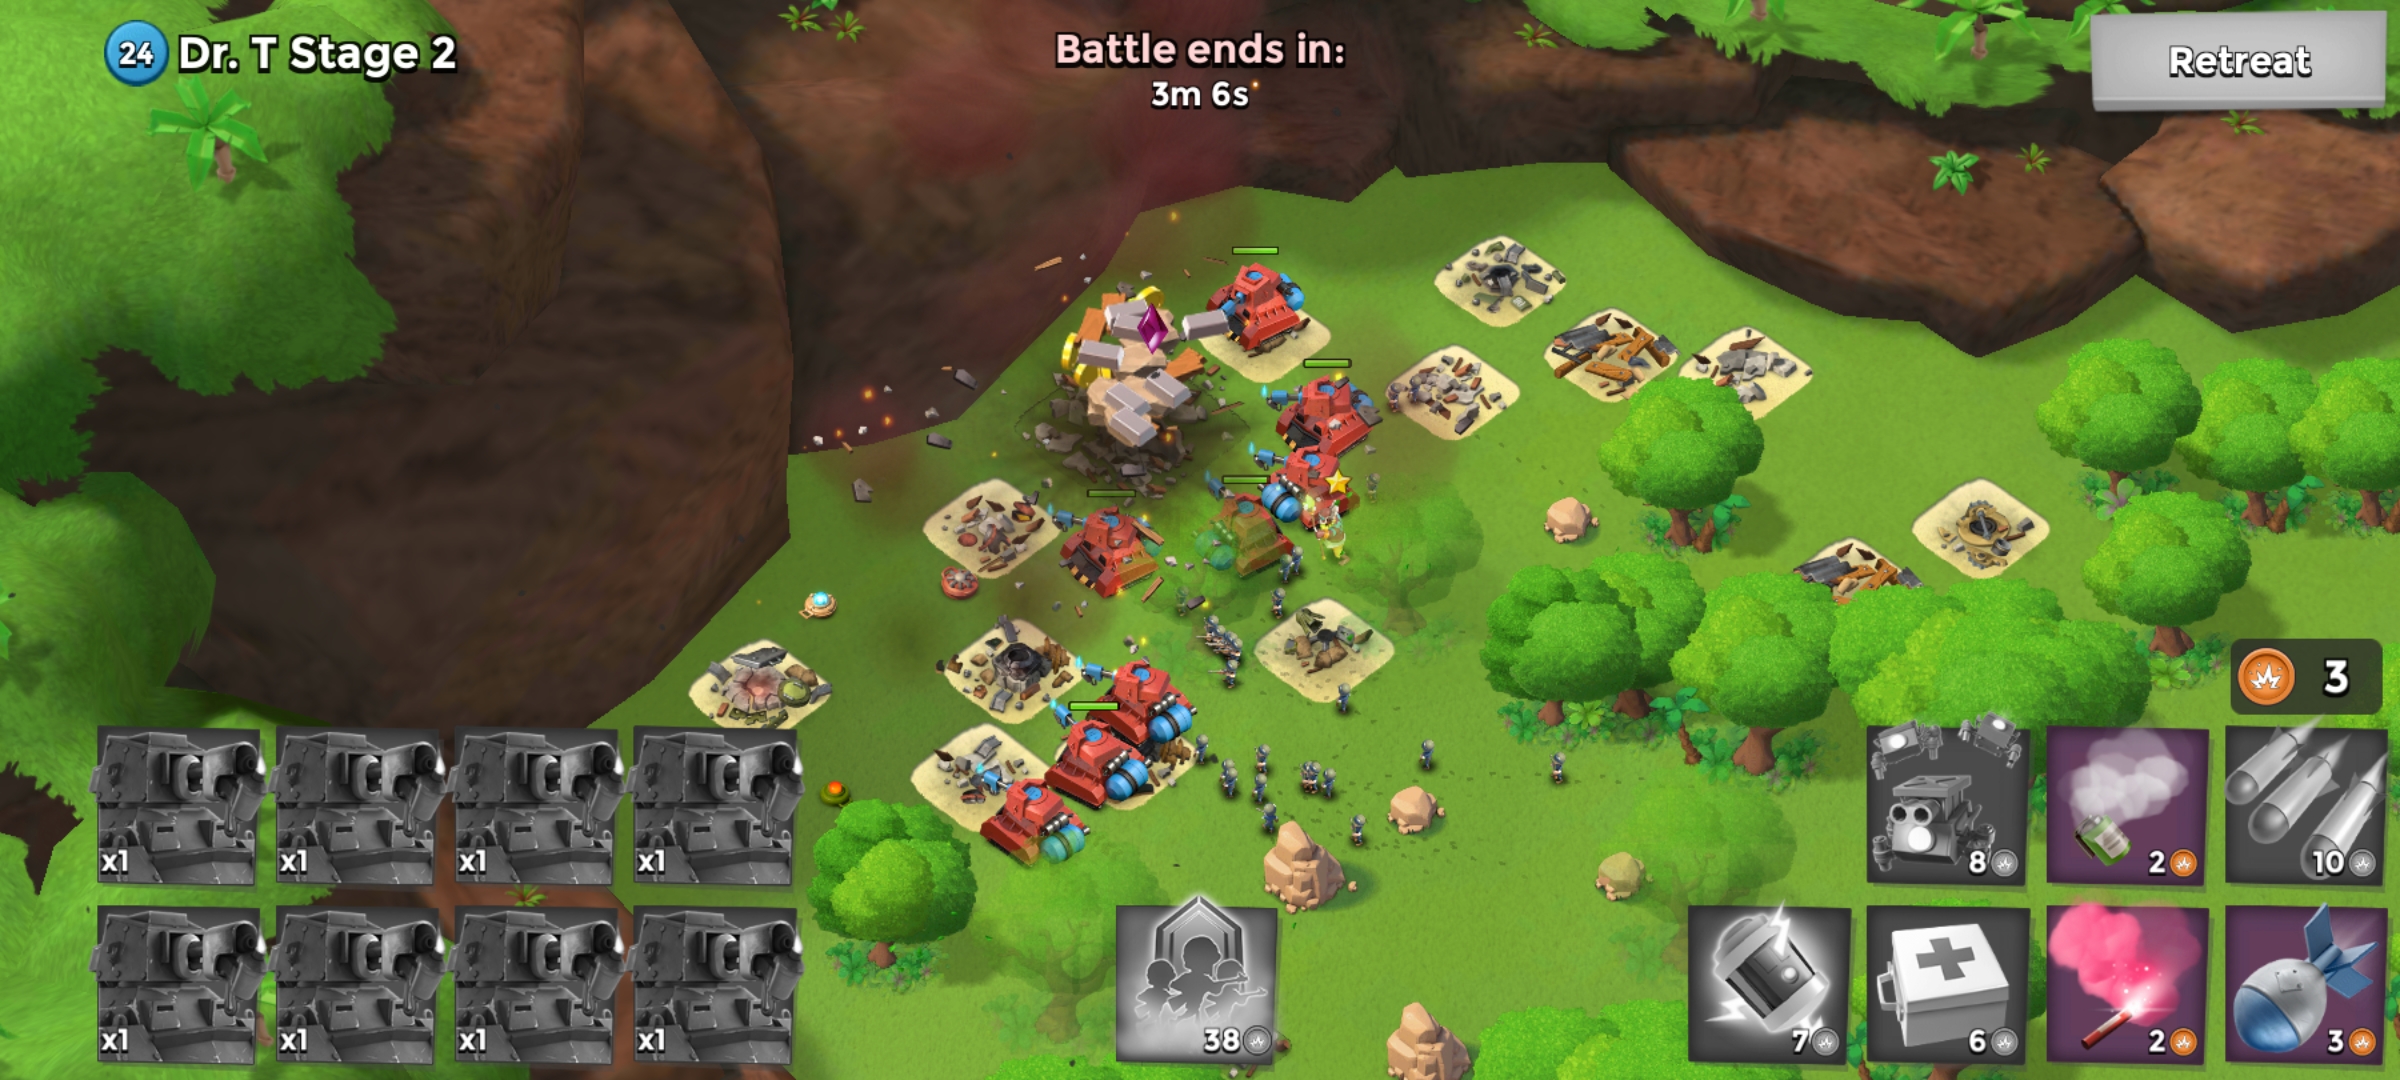 24 Dr. T Stage 2
Battle ends in:
3m 6s
Retreat
3
x1 x1 x1 x1
8 2 10
x1 x1 x1 x1
38
7 6 2 3